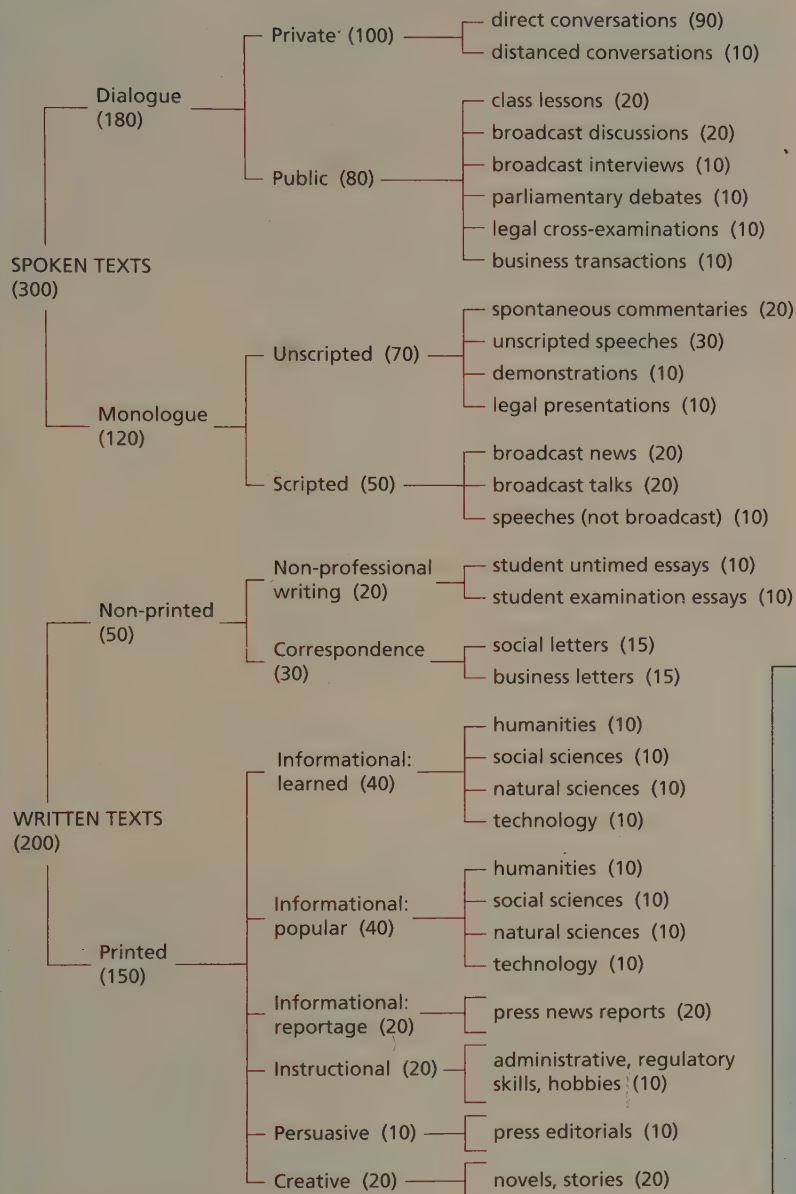 SPOKEN TEXTS
(300)
Dialogue
(180)
Private (100)
direct conversations (90)
distanced conversations (10)
Public (80)
class lessons (20)
broadcast discussions (20)
broadcast interviews (10)
parliamentary debates (10)
legal cross-examinations (10)
business transactions (10)
Monologue
(120)
Unscripted (70)
spontaneous commentaries (20)
unscripted speeches (30)
demonstrations (10)
legal presentations (10)
Scripted (50)
broadcast news (20)
broadcast talks (20)
speeches (not broadcast) (10)
WRITTEN TEXTS
(200)
Non-printed
(50)
Non-professional
writing (20)
student untimed essays (10)
student examination essays (10)
Correspondence
(30)
social letters (15)
business letters (15)
Printed
(150)
Informational:
learned (40)
humanities (10)
social sciences (10)
natural sciences (10)
technology (10)
Informational:
popular (40)
humanities (10)
social sciences (10)
natural sciences (10)
technology (10)
Informational:
reportage (20)
press news reports (20)
Instructional (20)
administrative, regulatory
skills, hobbies (10)
Persuasive (10)
press editorials (10)
Creative (20)
novels, stories (20)